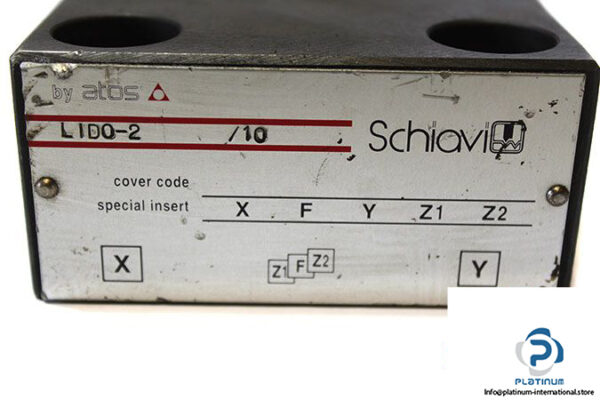 by atos
LIDO-2 /10
Schiavi
cover code
special insert X F Y Z1 Z2
X Z1 F Z2 Y
PLATINUM
Info@platinum-international.store